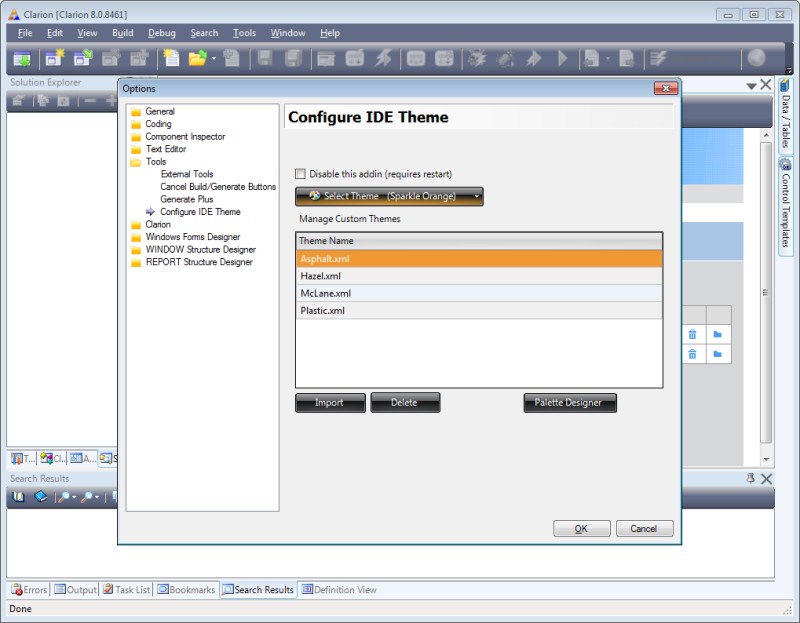 Clarion [Clarion 8.0.8461]
File Edit View Build Debug Search Tools Window Help
Solution Explorer
Options
General
Coding
Component Inspector
Text Editor
Tools
External Tools
Cancel Build/Generate Buttons
Generate Plus
Configure IDE Theme
Clarion
Windows Forms Designer
WINDOW Structure Designer
REPORT Structure Designer
Configure IDE Theme
Disable this addin (requires restart)
Select Theme (Sparkle Orange)
Manage Custom Themes
Theme Name
Asphalt.xml
Hazel.xml
McLane.xml
Plastic.xml
Import Delete Palette Designer
OK Cancel
Data / Tables
Control Templates
T... Cl... A... S
Search Results
Errors Output Task List Bookmarks Search Results Definition View
Done